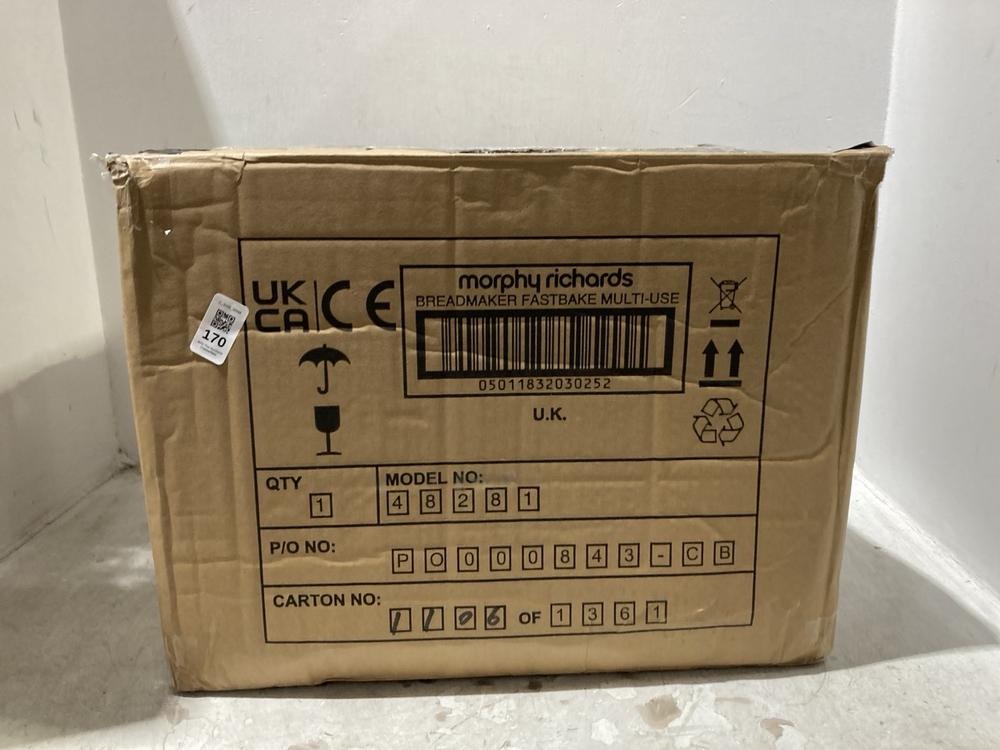 morphy richards
BREADMAKER FASTBAKE MULTI-USE
UK CE
CA
05011832030252
U.K.
170
QTY
1
MODEL NO:
48281
P/O NO:
PO000843-CB
CARTON NO:
1106 OF 1361